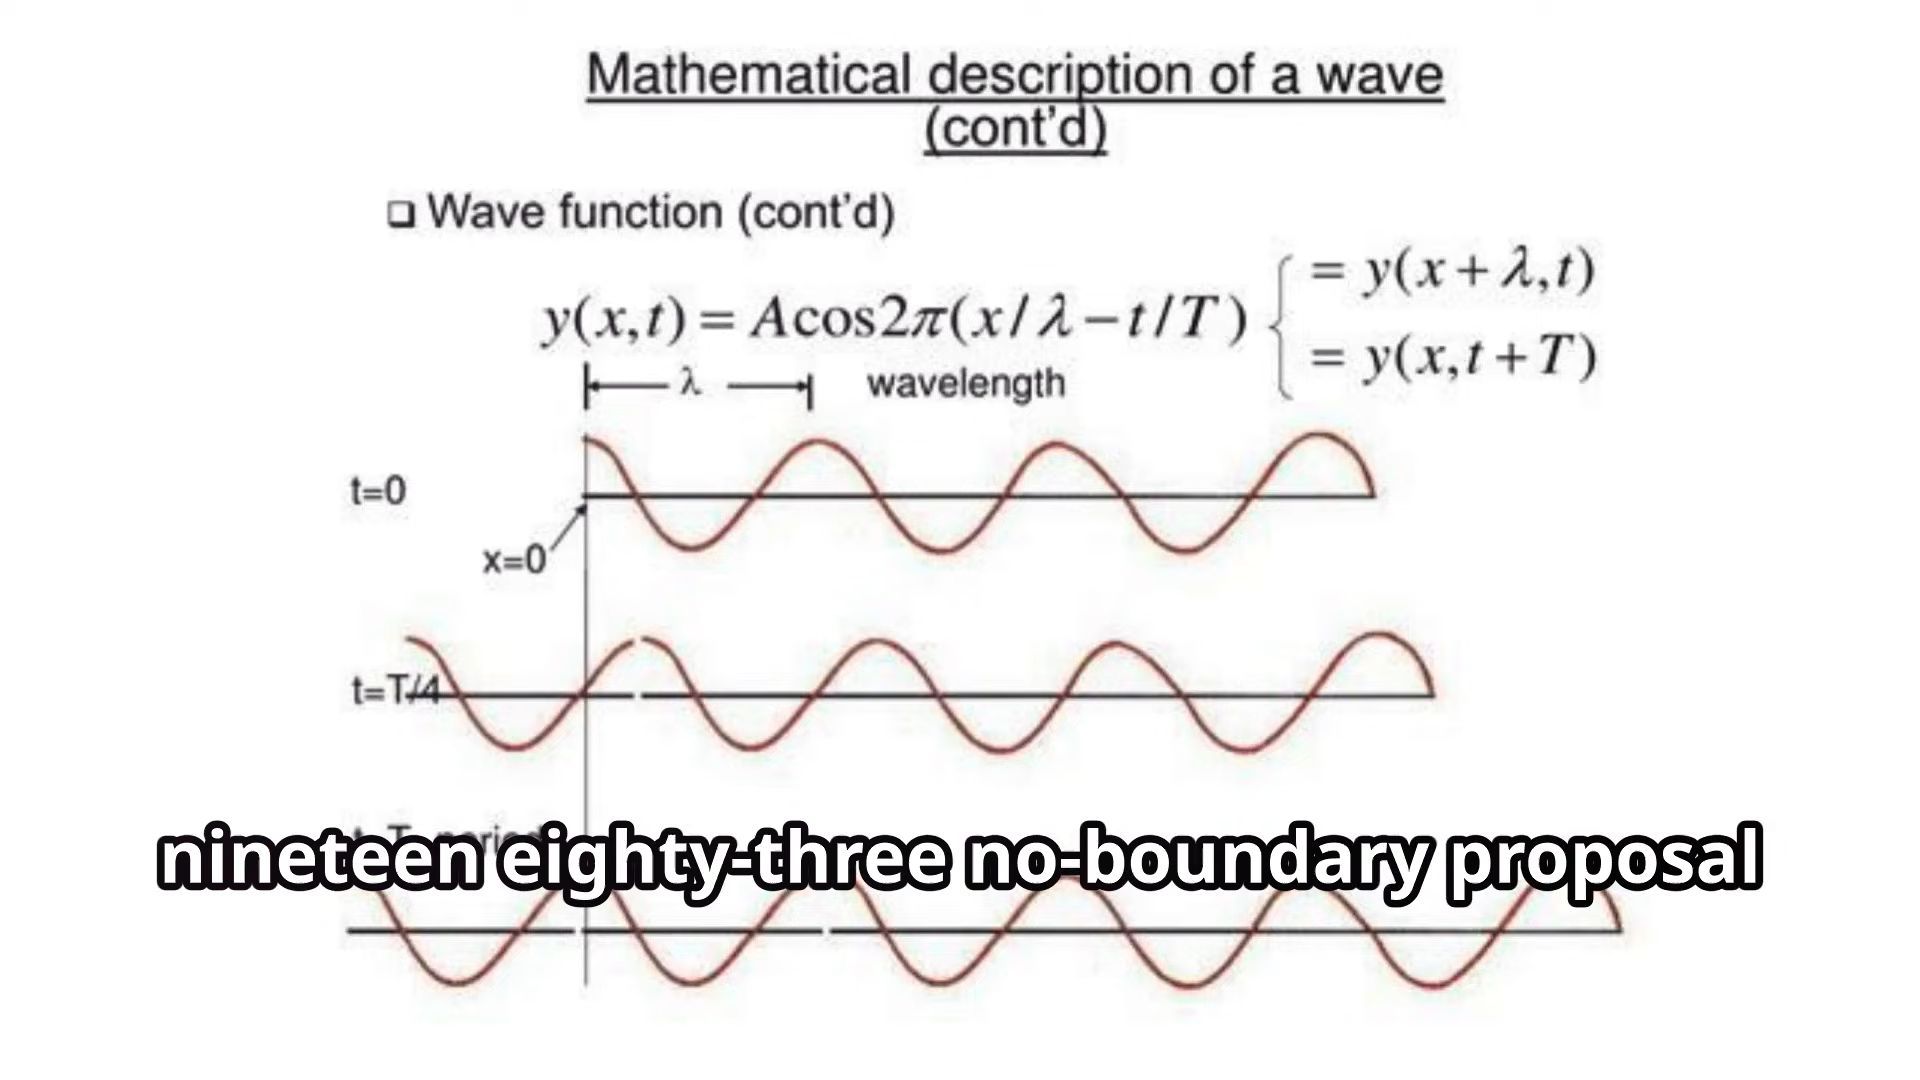 Mathematical description of a wave
(cont'd)
❑ Wave function (cont'd)
y(x,t) = Acos2π(x/λ−t/T) { = y(x+λ,t)
= y(x,t+T)
λ wavelength
t=0
x=0
t=T/4
nineteen eighty-three no-boundary proposal